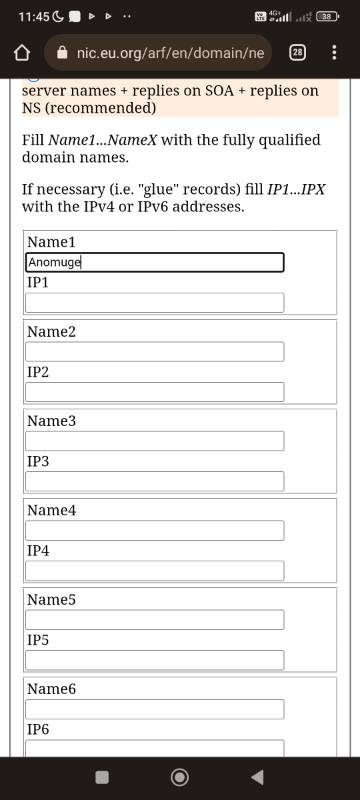 11:45
4G+
38
nic.eu.org/arf/en/domain/ne
28
server names + replies on SOA + replies on
NS (recommended)
Fill Name1...NameX with the fully qualified
domain names.
If necessary (i.e. "glue" records) fill IP1...IPX
with the IPv4 or IPv6 addresses.
Name1
Anomuge
IP1
Name2
IP2
Name3
IP3
Name4
IP4
Name5
IP5
Name6
IP6